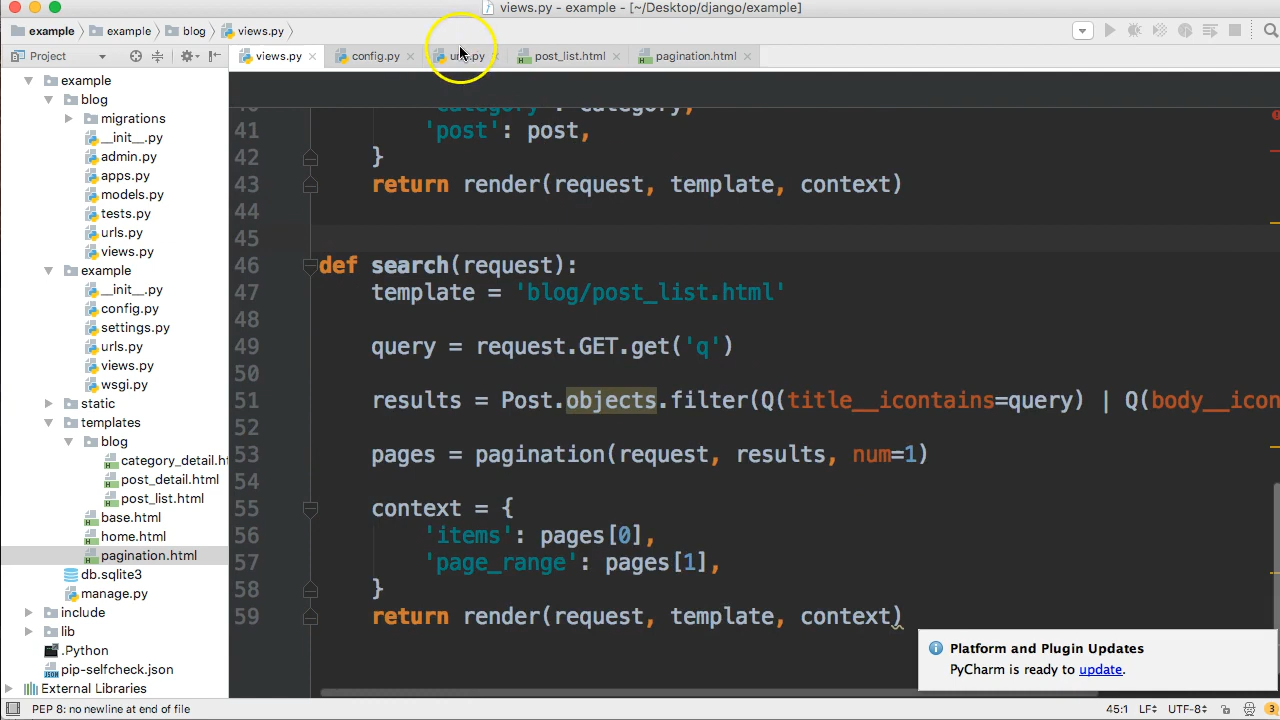 views.py - example - [~/Desktop/django/example]
example example blog views.py
Project
views.py config.py post_list.html pagination.html
example
blog
migrations
__init__.py
admin.py
apps.py
models.py
tests.py
urls.py
views.py
example
__init__.py
config.py
settings.py
urls.py
views.py
wsgi.py
static
templates
blog
category_detail.h
post_detail.html
post_list.html
base.html
home.html
pagination.html
db.sqlite3
manage.py
include
lib
.Python
pip-selfcheck.json
External Libraries
40 'category': category,
41 'post': post,
42 }
43 return render(request, template, context)
44
45
46 def search(request):
47 template = 'blog/post_list.html'
48
49 query = request.GET.get('q')
50
51 results = Post.objects.filter(Q(title__icontains=query) | Q(body__icon
52
53 pages = pagination(request, results, num=1)
54
55 context = {
56 'items': pages[0],
57 'page_range': pages[1],
58 }
59 return render(request, template, context)
Platform and Plugin Updates
PyCharm is ready to update.
PEP 8: no newline at end of file
45:1 LF UTF-8 3